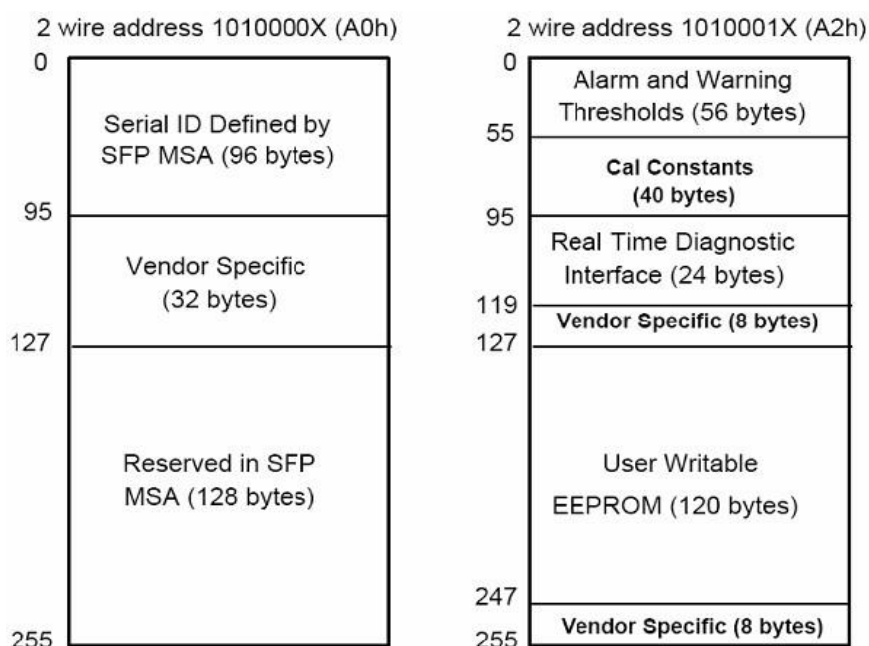 2 wire address 1010000X (A0h)
0
Serial ID Defined by
SFP MSA (96 bytes)
95
Vendor Specific
(32 bytes)
127
Reserved in SFP
MSA (128 bytes)
255
2 wire address 1010001X (A2h)
0
Alarm and Warning
Thresholds (56 bytes)
55
Cal Constants
(40 bytes)
95
Real Time Diagnostic
Interface (24 bytes)
119
Vendor Specific (8 bytes)
127
User Writable
EEPROM (120 bytes)
247
Vendor Specific (8 bytes)
255